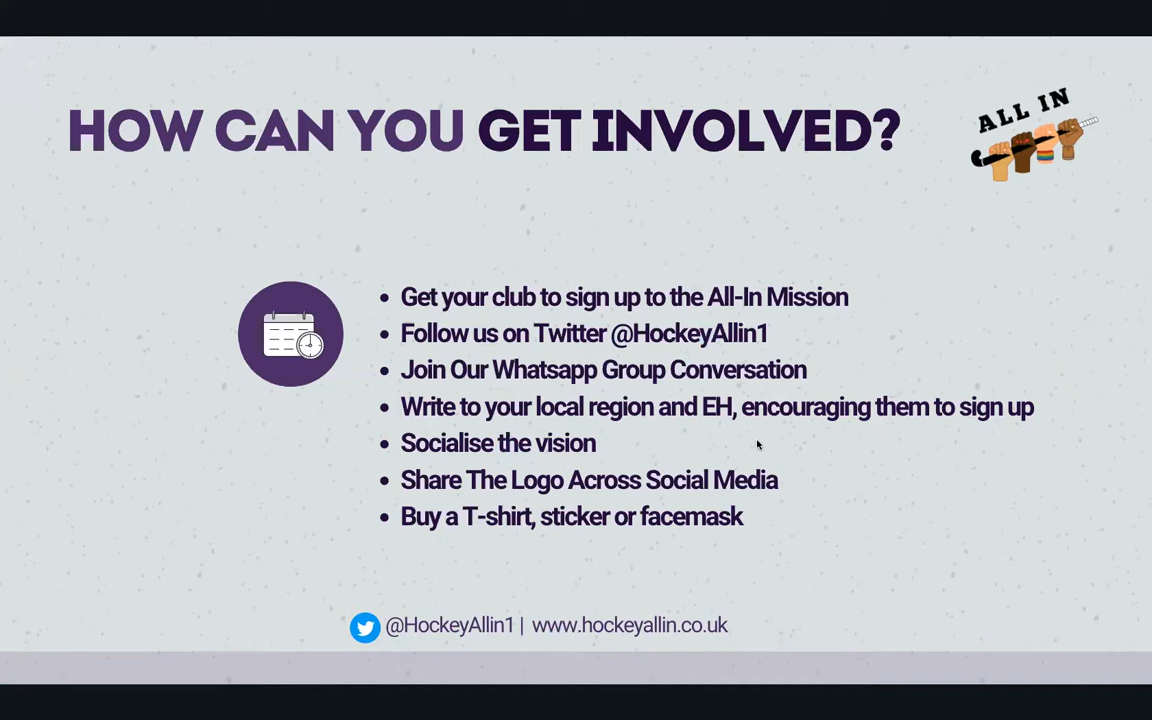 HOW CAN YOU GET INVOLVED?
ALL IN
• Get your club to sign up to the All-In Mission
• Follow us on Twitter @HockeyAllin1
• Join Our Whatsapp Group Conversation
• Write to your local region and EH, encouraging them to sign up
• Socialise the vision
• Share The Logo Across Social Media
• Buy a T-shirt, sticker or facemask
@HockeyAllin1 | www.hockeyallin.co.uk